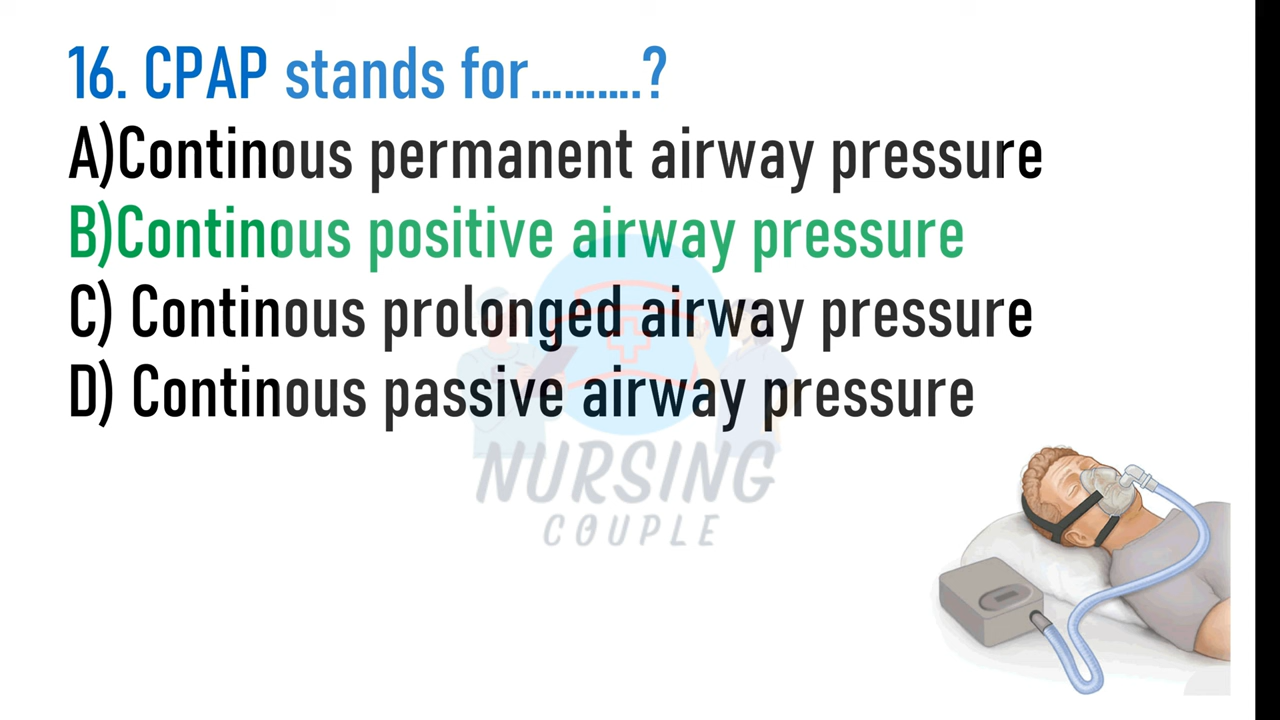 16. CPAP stands for..........?
A)Continous permanent airway pressure
B)Continous positive airway pressure
C) Continous prolonged airway pressure
D) Continous passive airway pressure
NURSING
COUPLE